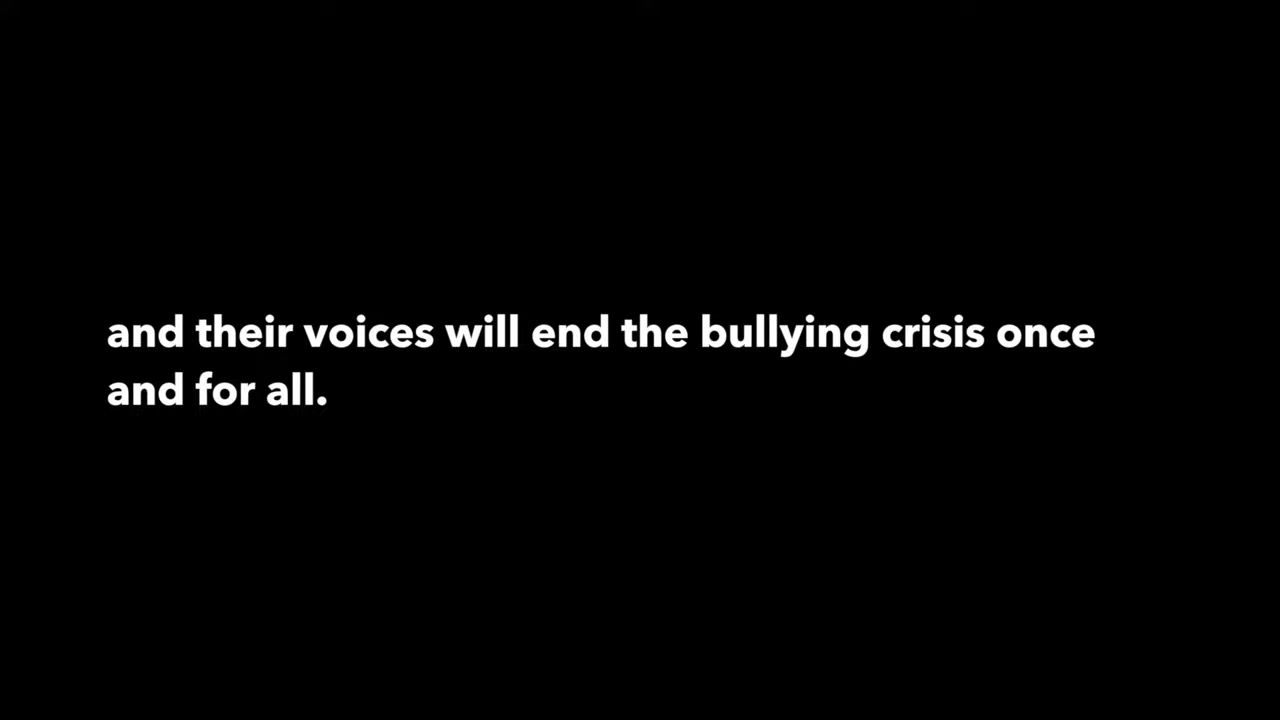 and their voices will end the bullying crisis once
and for all.